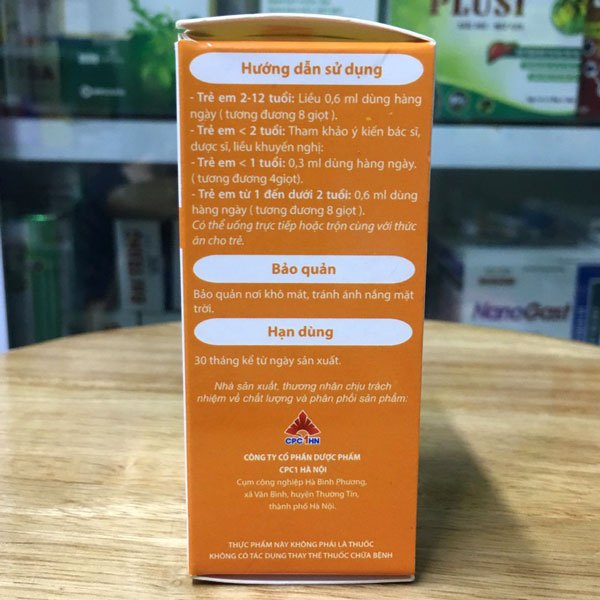 PLUSI
Hướng dẫn sử dụng
- Trẻ em 2-12 tuổi: Liều 0,6 ml dùng hàng
ngày ( tương đương 8 giọt ).
- Trẻ em < 2 tuổi: Tham khảo ý kiến bác sĩ,
dược sĩ, liều khuyến nghị:
- Trẻ em < 1 tuổi: 0,3 ml dùng hàng ngày.
( tương đương 4giọt).
- Trẻ em từ 1 đến dưới 2 tuổi: 0,6 ml dùng
hàng ngày ( tương đương 8 giọt ).
Có thể uống trực tiếp hoặc trộn cùng với thức
ăn cho trẻ.
Bảo quản
Bảo quản nơi khô mát, tránh ánh nắng mặt
trời.
NanoGast
Hạn dùng
30 tháng kể từ ngày sản xuất.
Nhà sản xuất, thương nhân chịu trách
nhiệm về chất lượng và phân phối sản phẩm:
CPC1HN
CÔNG TY CỔ PHẦN DƯỢC PHẨM
CPC1 HÀ NỘI
Cụm công nghiệp Hà Bình Phương,
xã Văn Bình, huyện Thường Tín,
thành phố Hà Nội.
THỰC PHẨM NÀY KHÔNG PHẢI LÀ THUỐC
KHÔNG CÓ TÁC DỤNG THAY THẾ THUỐC CHỮA BỆNH